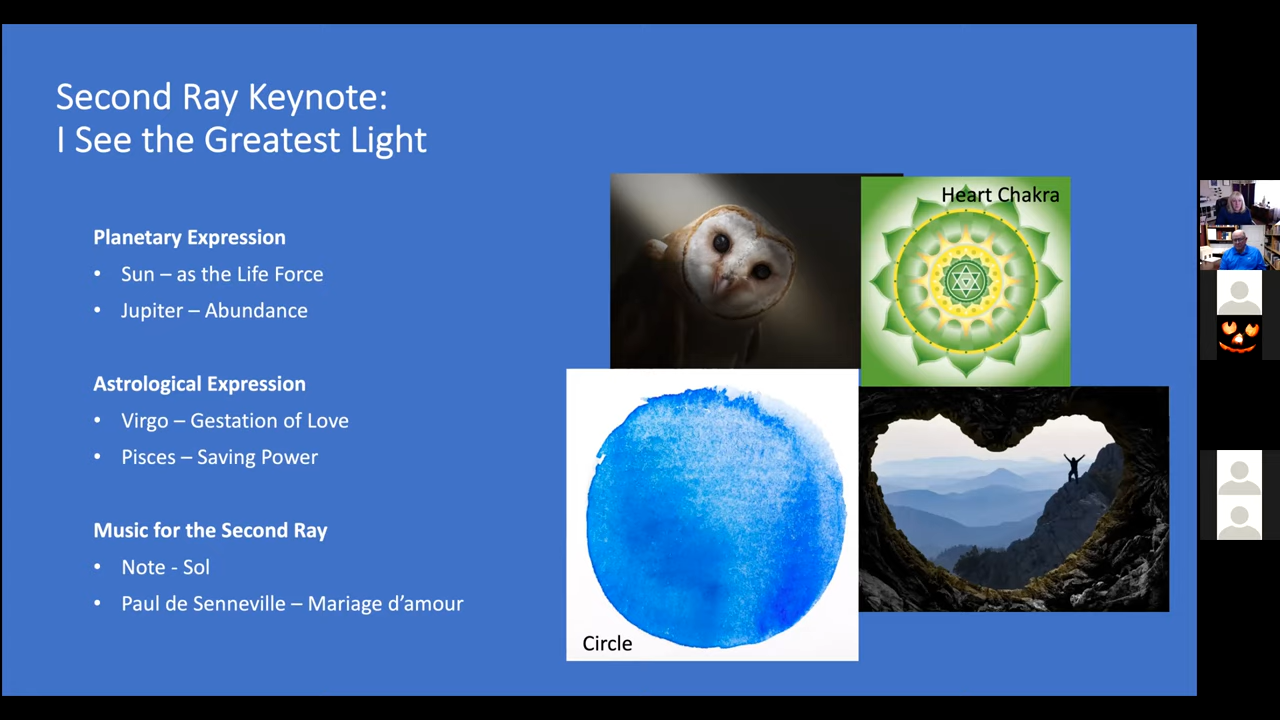 Second Ray Keynote:
I See the Greatest Light
Planetary Expression
• Sun – as the Life Force
• Jupiter – Abundance
Astrological Expression
• Virgo – Gestation of Love
• Pisces – Saving Power
Music for the Second Ray
• Note - Sol
• Paul de Senneville – Mariage d’amour
Heart Chakra
Circle